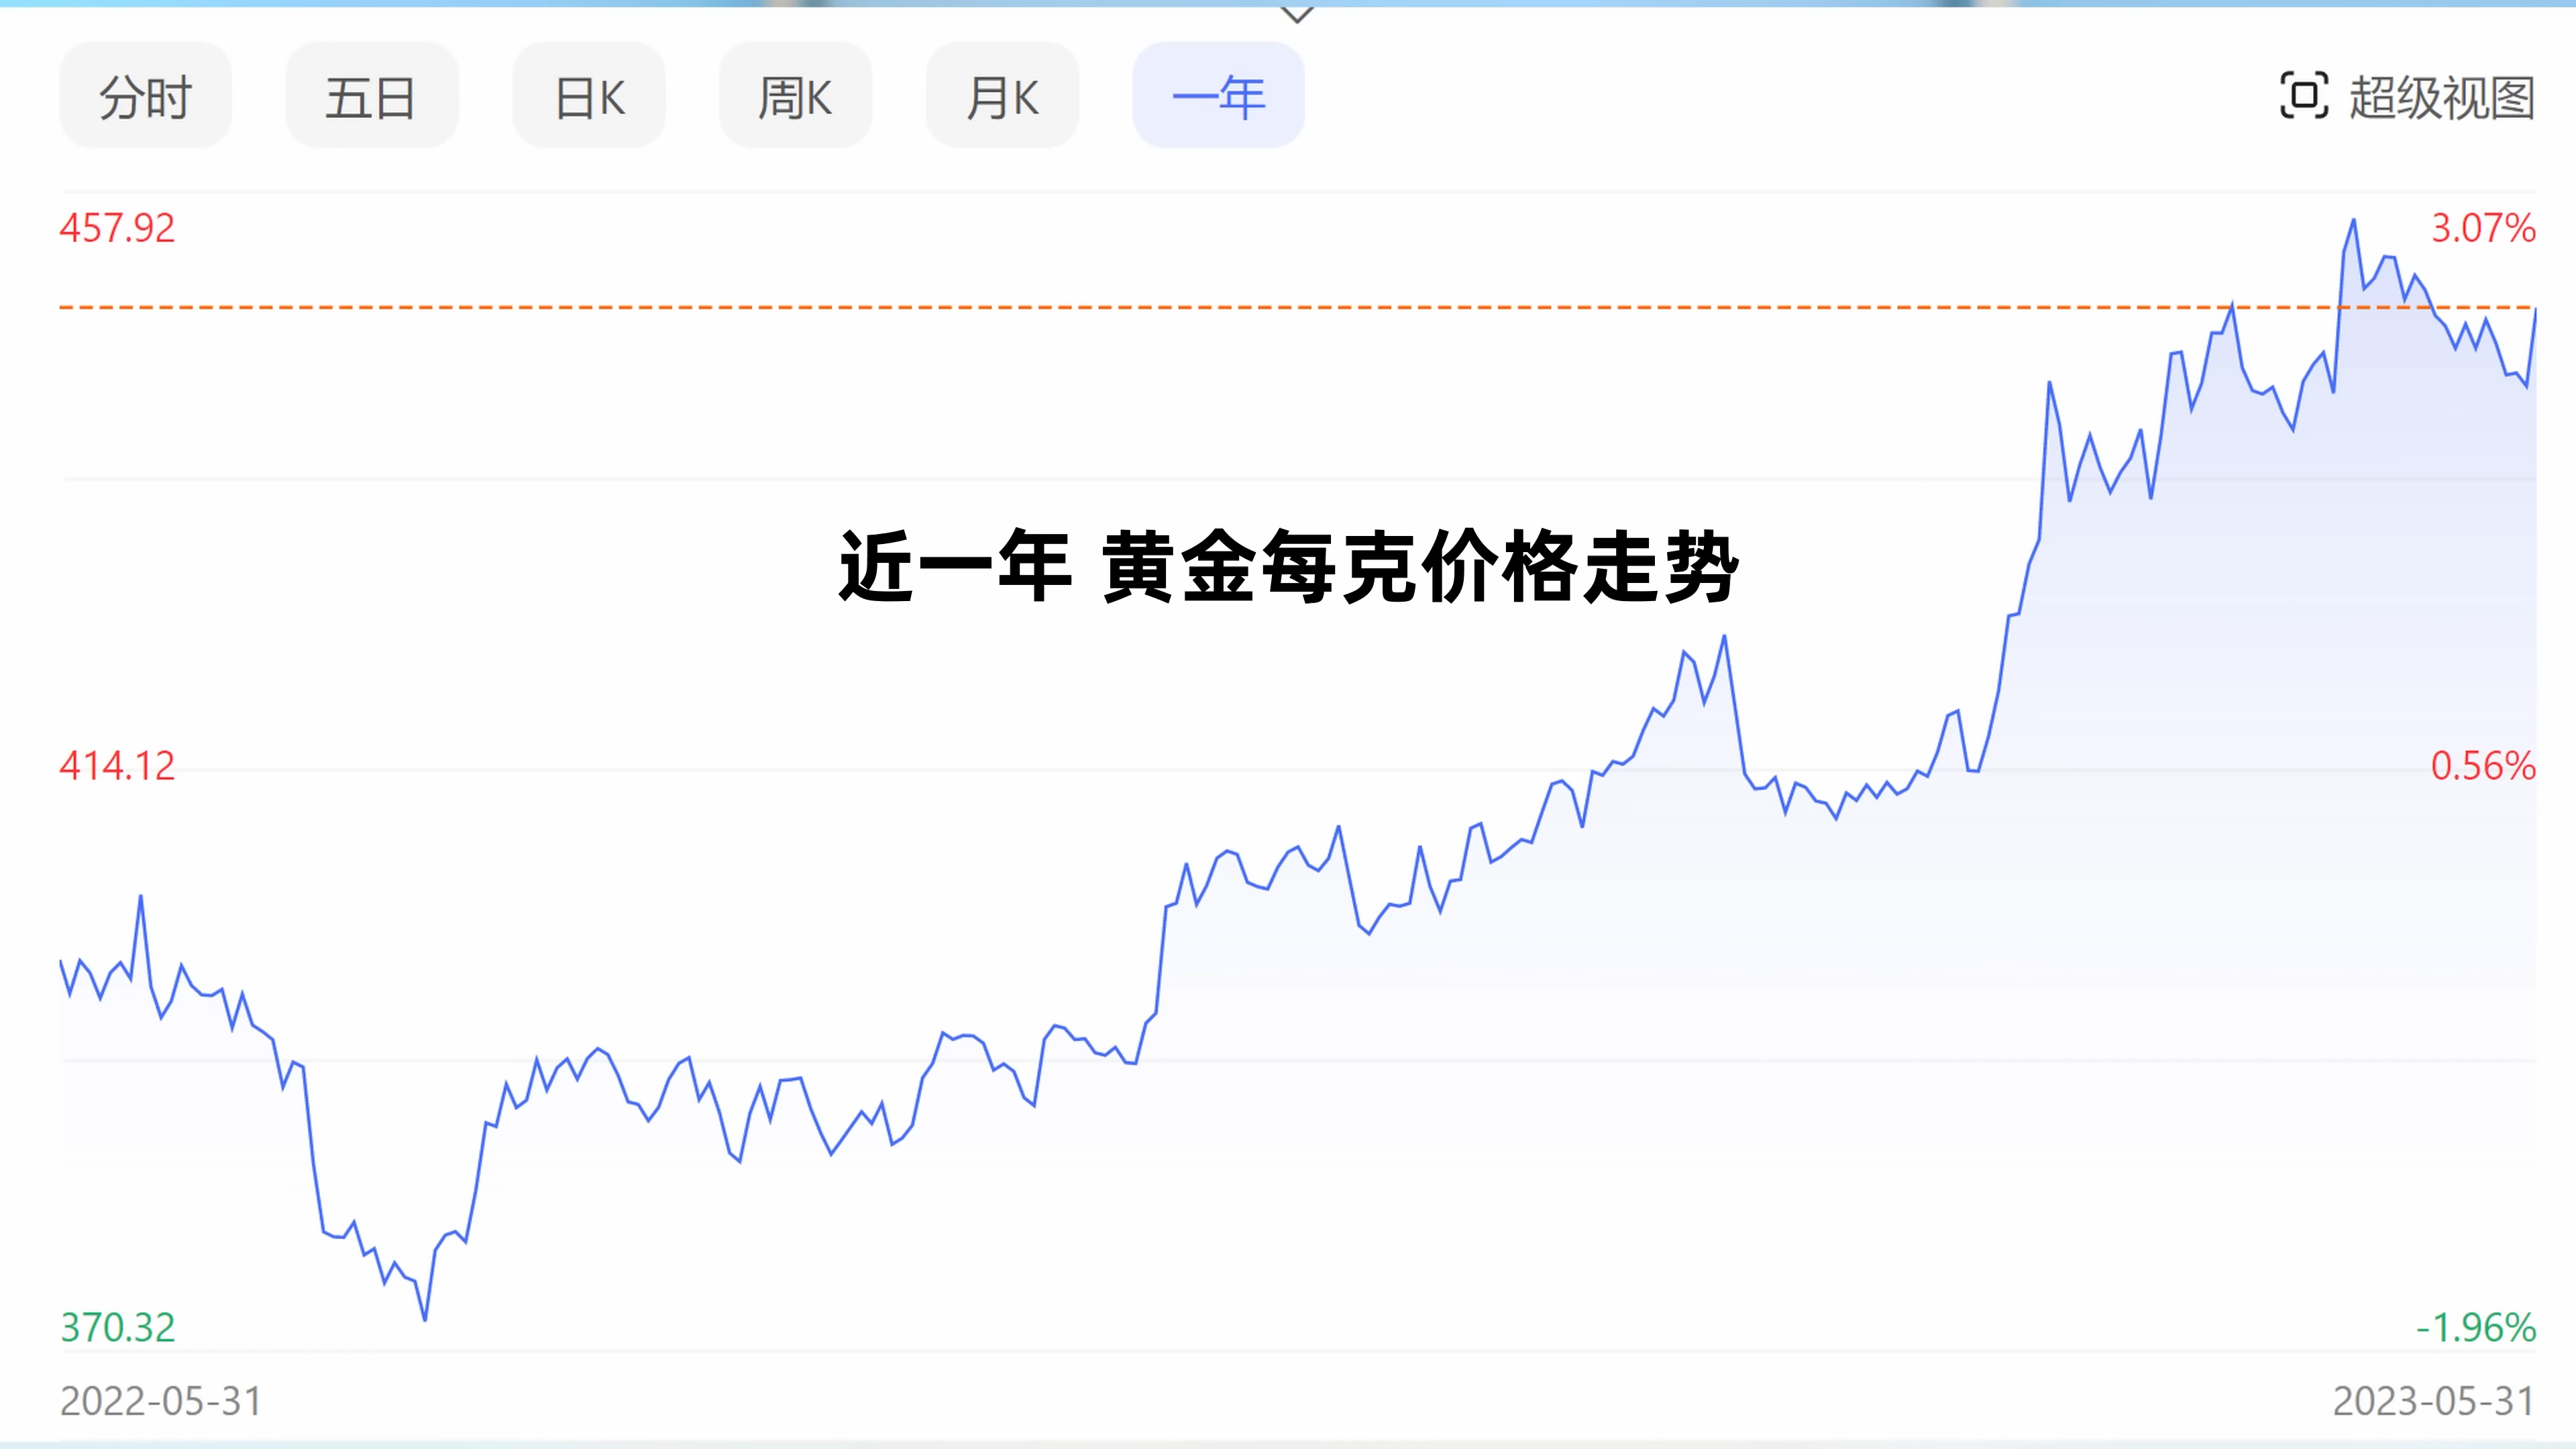 分时 五日 日K 周K 月K 一年 超级视图
457.92 3.07%
近一年 黄金每克价格走势
414.12 0.56%
370.32 -1.96%
2022-05-31 2023-05-31